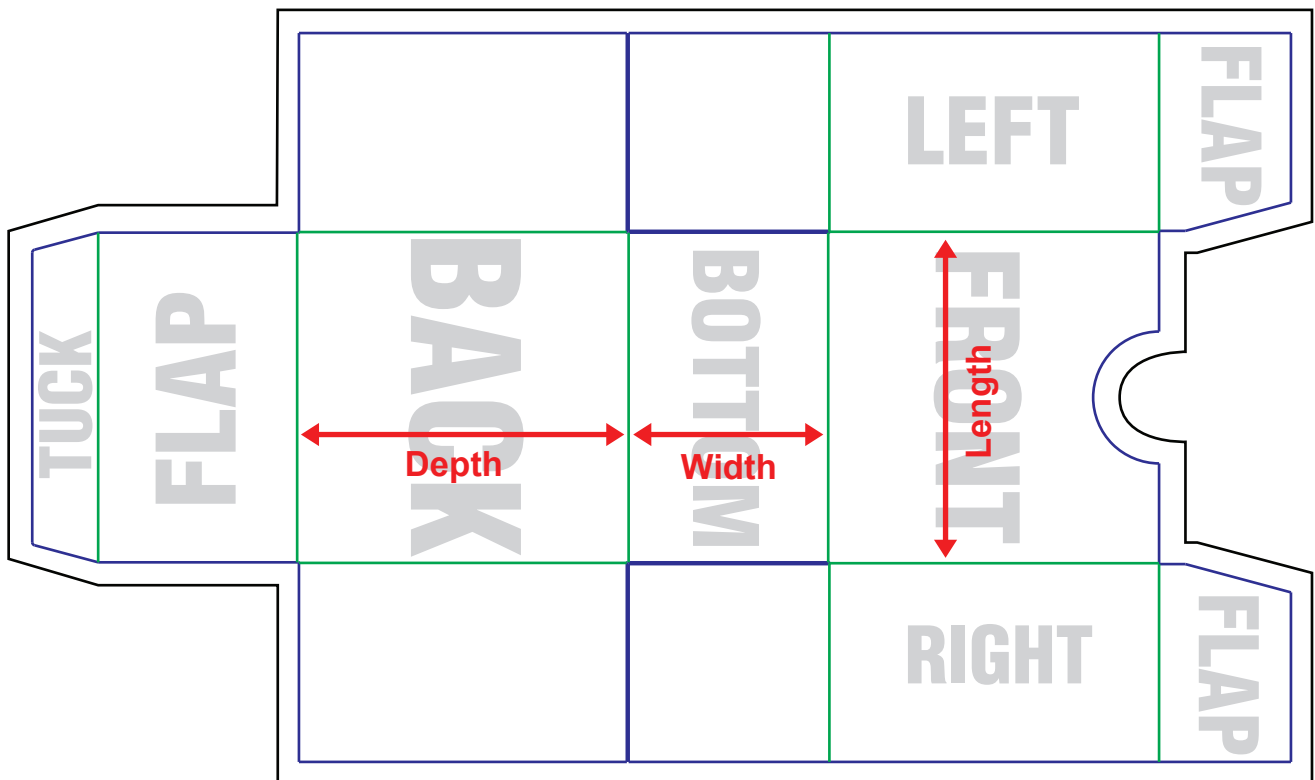 LEFT
FLAP
TUCK
FLAP
BACK
BOTTOM
FRONT
Depth
Width
Length
RIGHT
FLAP